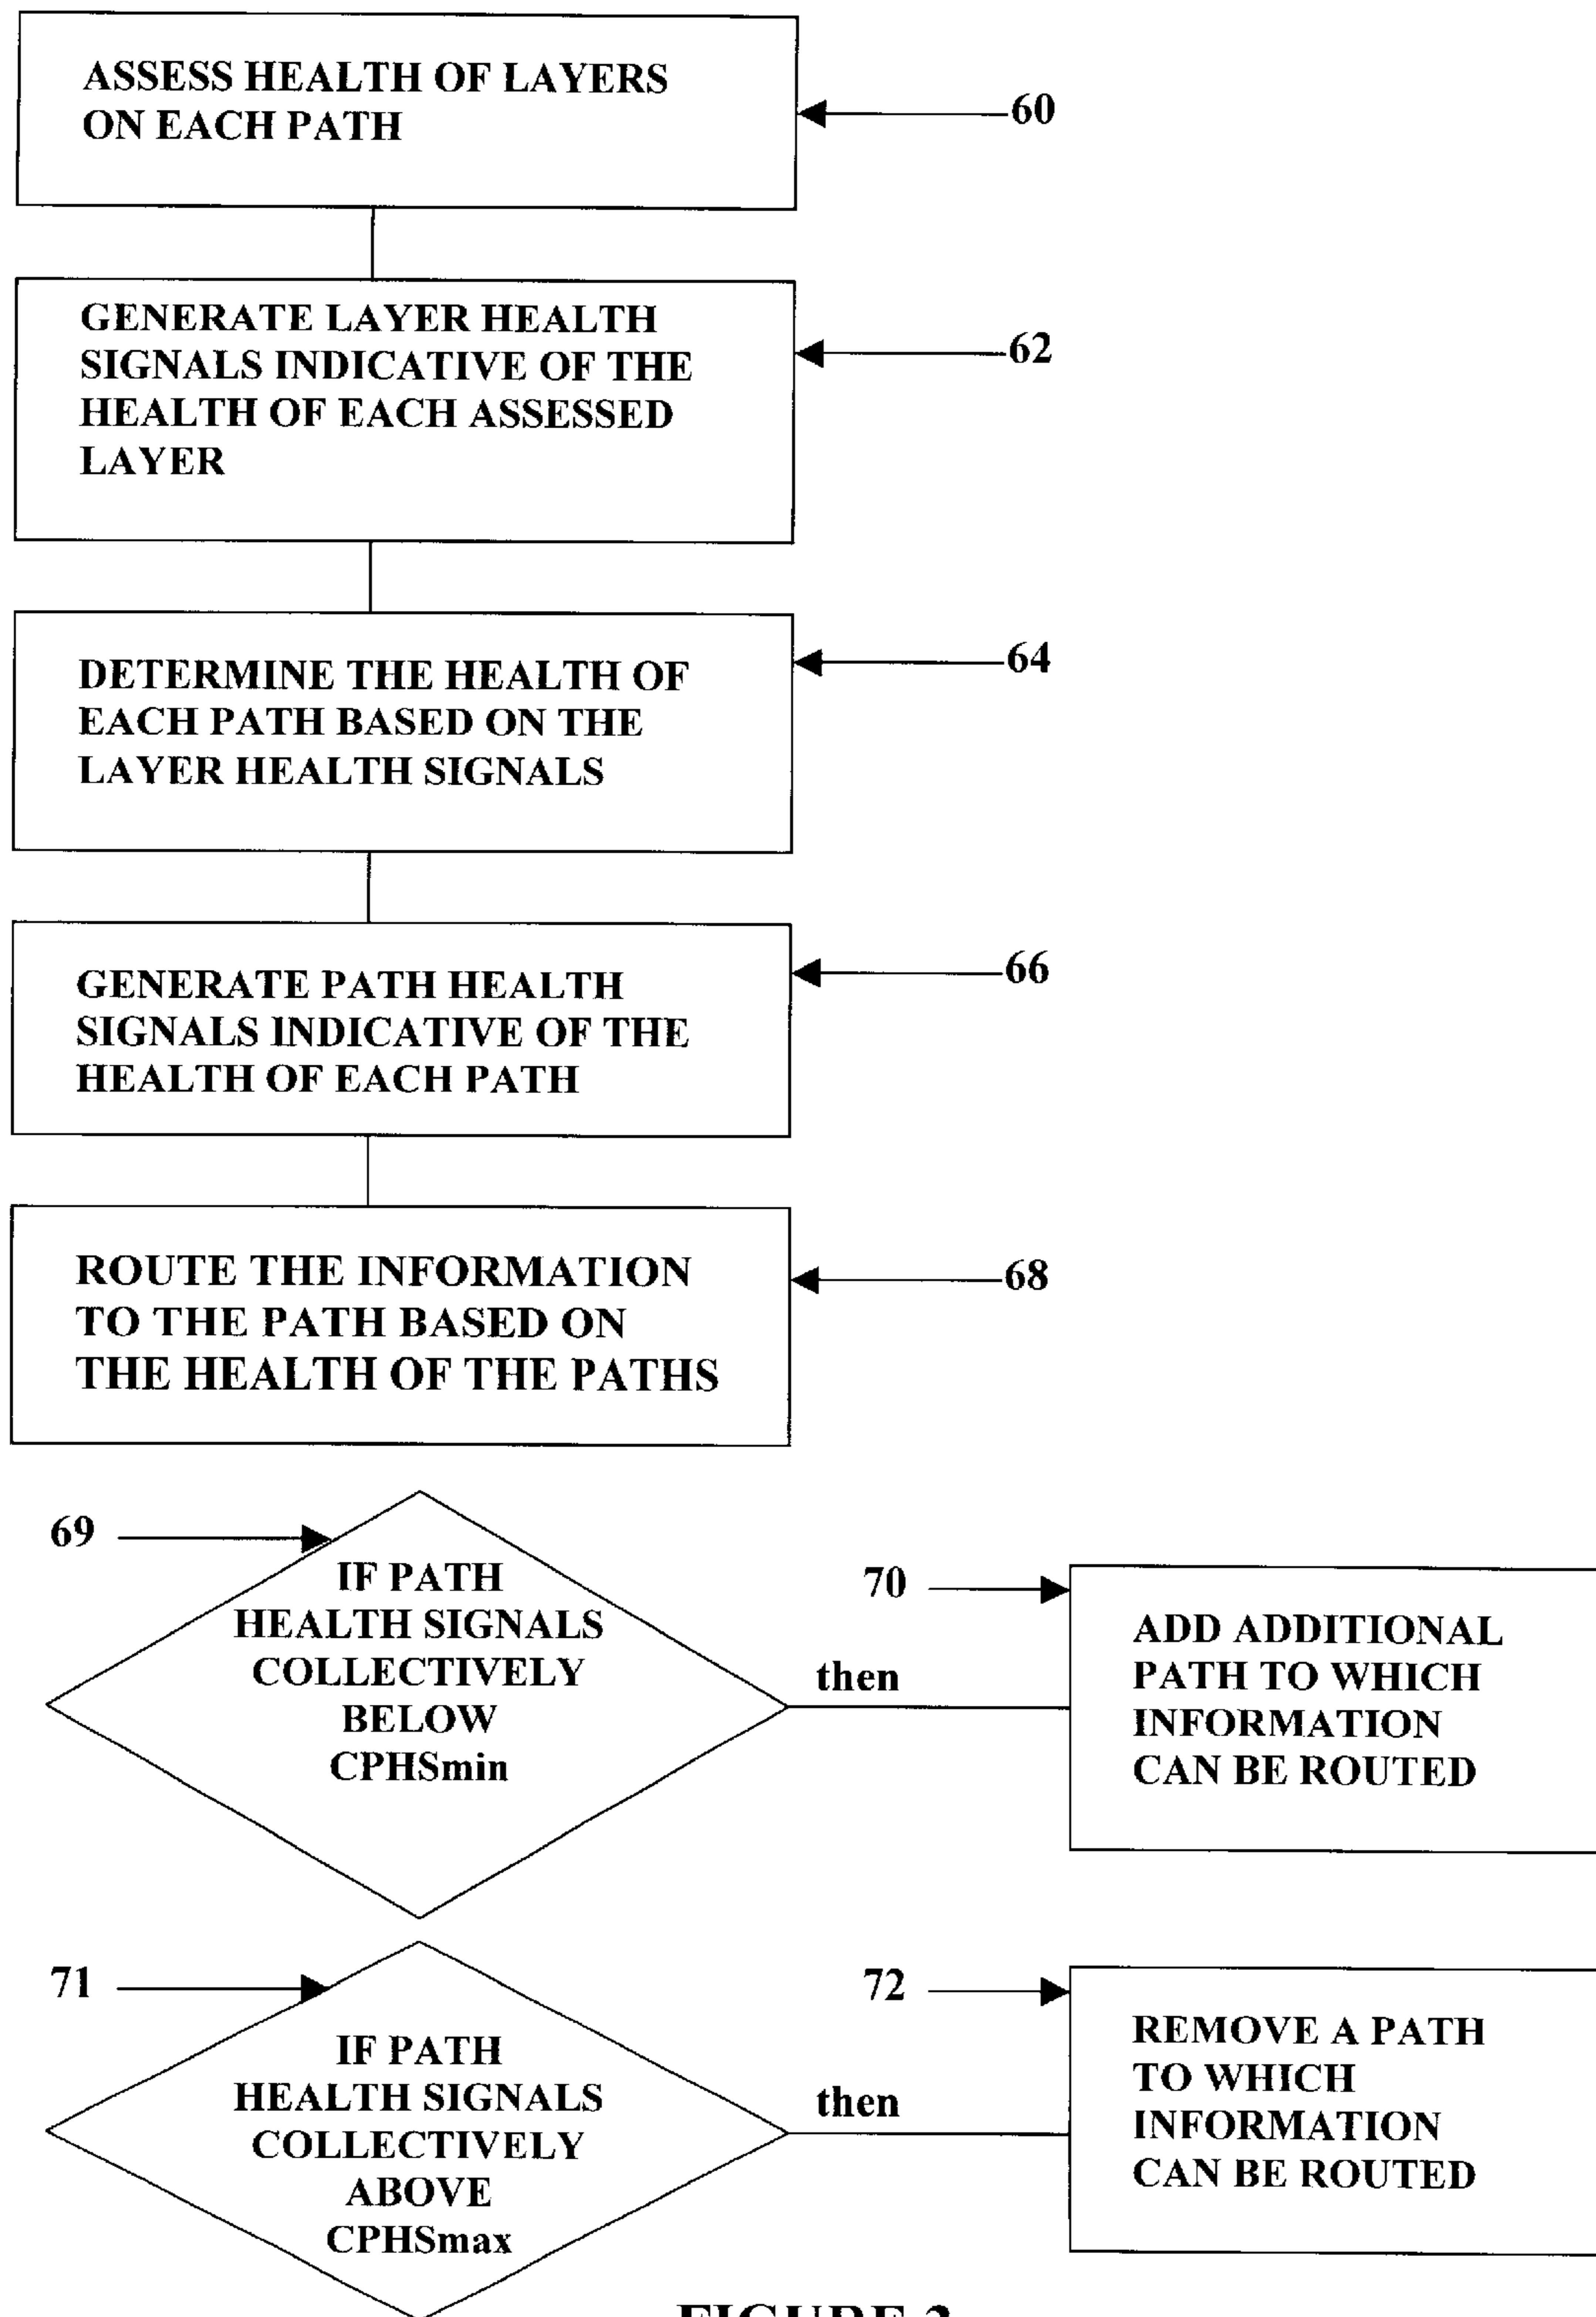 ASSESS HEALTH OF LAYERS
ON EACH PATH
60
GENERATE LAYER HEALTH
SIGNALS INDICATIVE OF THE
HEALTH OF EACH ASSESSED
LAYER
62
DETERMINE THE HEALTH OF
EACH PATH BASED ON THE
LAYER HEALTH SIGNALS
64
GENERATE PATH HEALTH
SIGNALS INDICATIVE OF THE
HEALTH OF EACH PATH
66
ROUTE THE INFORMATION
TO THE PATH BASED ON
THE HEALTH OF THE PATHS
68
69
IF PATH
HEALTH SIGNALS
COLLECTIVELY
BELOW
CPHSmin
then
70
ADD ADDITIONAL
PATH TO WHICH
INFORMATION
CAN BE ROUTED
71
IF PATH
HEALTH SIGNALS
COLLECTIVELY
ABOVE
CPHSmax
then
72
REMOVE A PATH
TO WHICH
INFORMATION
CAN BE ROUTED
FIGURE